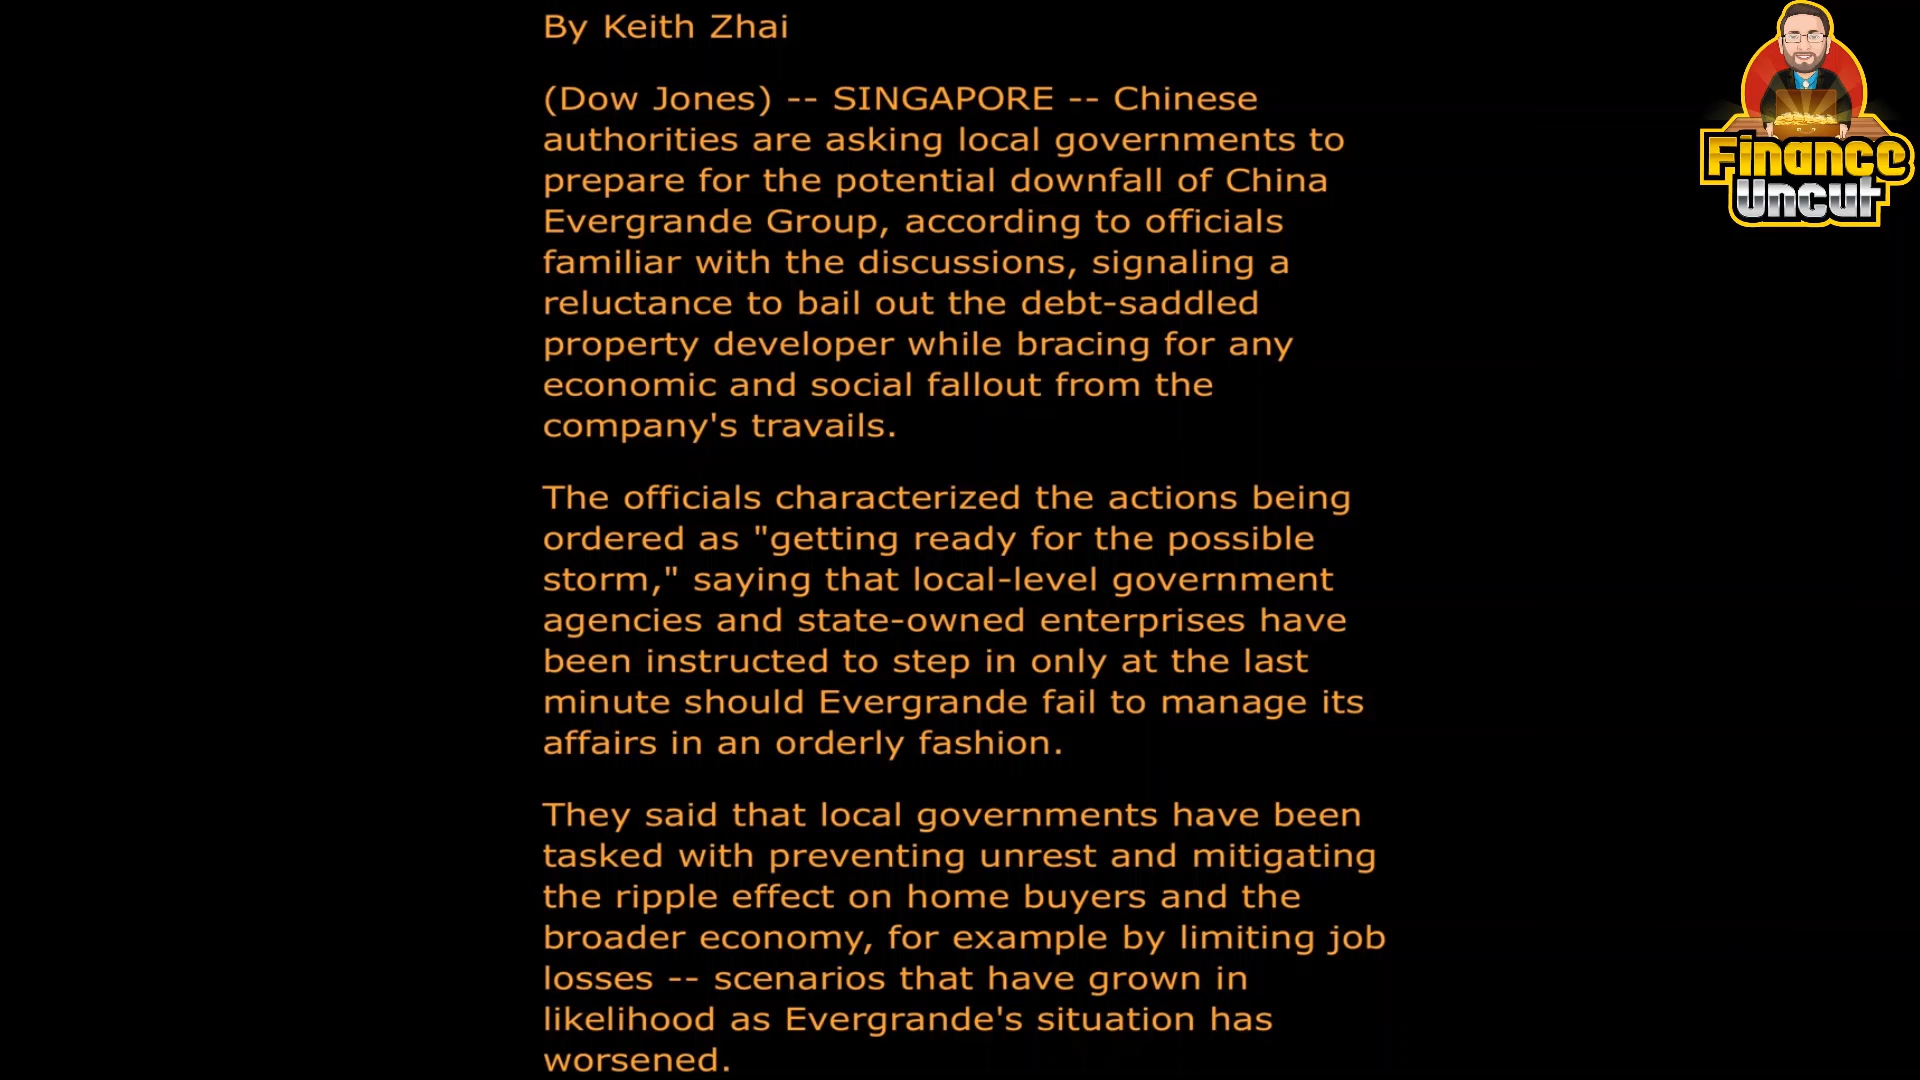 By Keith Zhai
(Dow Jones) -- SINGAPORE -- Chinese
authorities are asking local governments to
prepare for the potential downfall of China
Evergrande Group, according to officials
familiar with the discussions, signaling a
reluctance to bail out the debt-saddled
property developer while bracing for any
economic and social fallout from the
company's travails.
The officials characterized the actions being
ordered as "getting ready for the possible
storm," saying that local-level government
agencies and state-owned enterprises have
been instructed to step in only at the last
minute should Evergrande fail to manage its
affairs in an orderly fashion.
They said that local governments have been
tasked with preventing unrest and mitigating
the ripple effect on home buyers and the
broader economy, for example by limiting job
losses -- scenarios that have grown in
likelihood as Evergrande's situation has
worsened.
Finance
Uncut